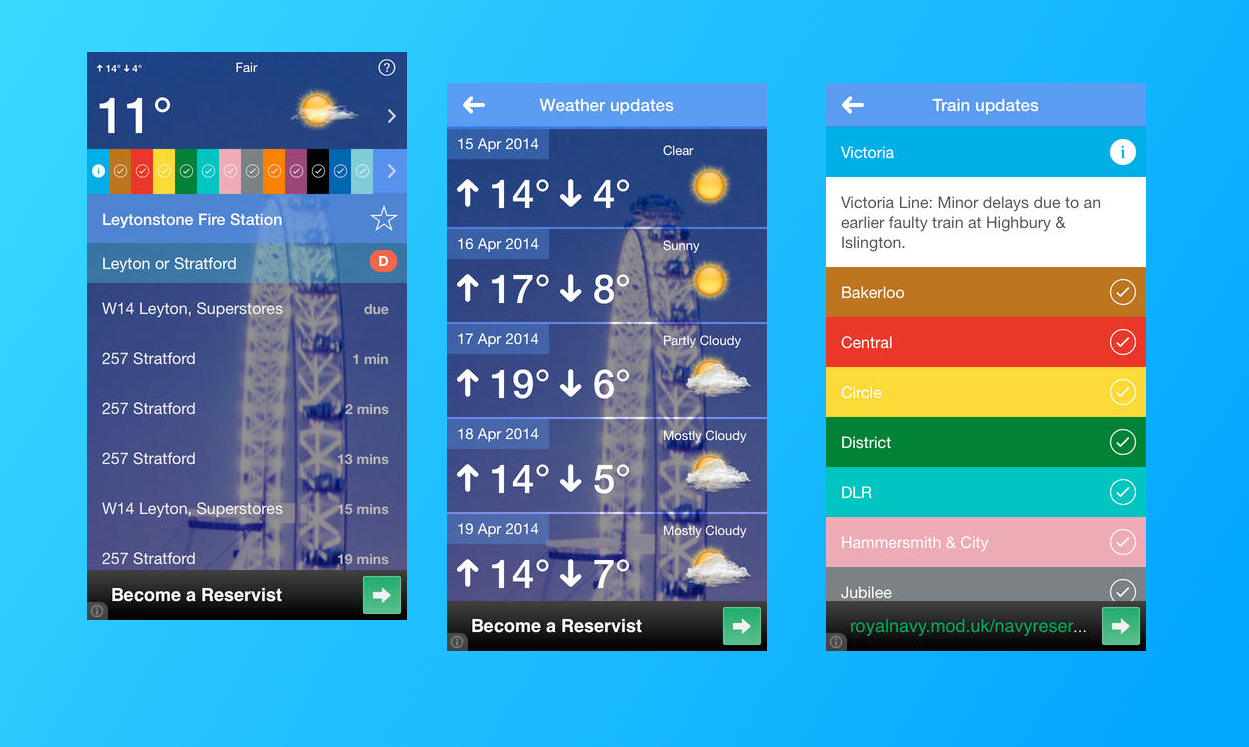 ↑ 14° ↓ 4°
Fair
?
11°
Leytonstone Fire Station
Leyton or Stratford
D
W14 Leyton, Superstores due
257 Stratford 1 min
257 Stratford 2 mins
257 Stratford 13 mins
W14 Leyton, Superstores 15 mins
257 Stratford 19 mins
Become a Reservist
Weather updates
15 Apr 2014
Clear
↑ 14° ↓ 4°
16 Apr 2014
Sunny
↑ 17° ↓ 8°
17 Apr 2014
Partly Cloudy
↑ 19° ↓ 6°
18 Apr 2014
Mostly Cloudy
↑ 14° ↓ 5°
19 Apr 2014
Mostly Cloudy
↑ 14° ↓ 7°
Become a Reservist
Train updates
Victoria
i
Victoria Line: Minor delays due to an
earlier faulty train at Highbury &
Islington.
Bakerloo
Central
Circle
District
DLR
Hammersmith & City
Jubilee
royalnavy.mod.uk/navyreser...